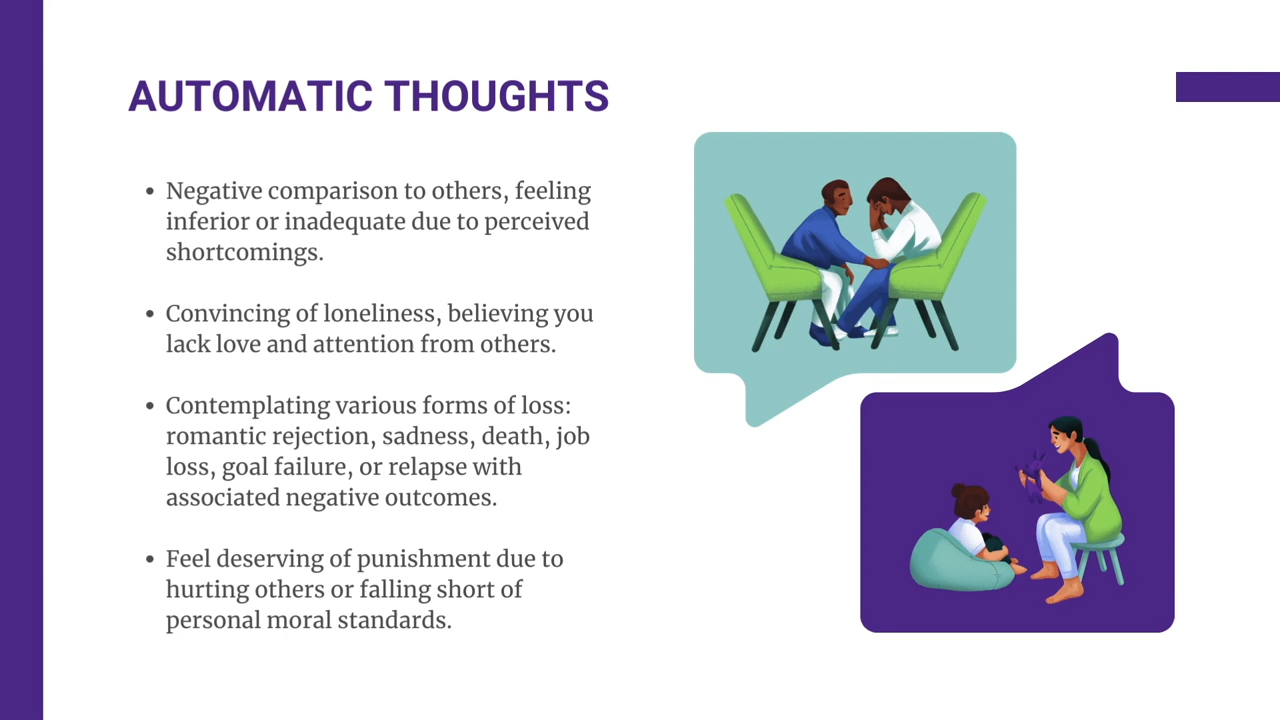 AUTOMATIC THOUGHTS
• Negative comparison to others, feeling
inferior or inadequate due to perceived
shortcomings.
• Convincing of loneliness, believing you
lack love and attention from others.
• Contemplating various forms of loss:
romantic rejection, sadness, death, job
loss, goal failure, or relapse with
associated negative outcomes.
• Feel deserving of punishment due to
hurting others or falling short of
personal moral standards.